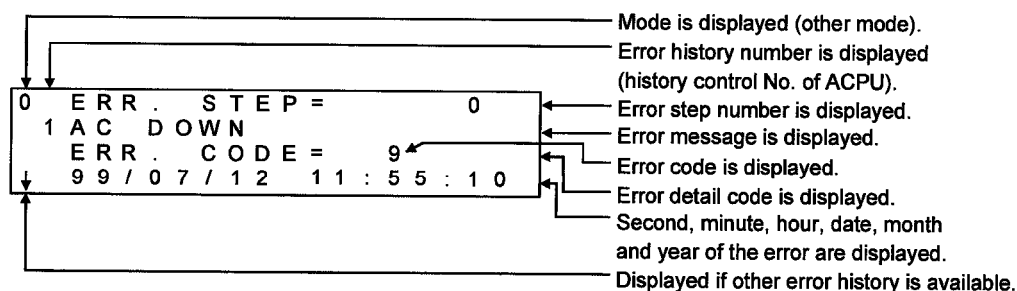 Mode is displayed (other mode).
Error history number is displayed
(history control No. of ACPU).
0 ERR. STEP= 0
Error step number is displayed.
1 AC DOWN
Error message is displayed.
ERR. CODE= 9
Error code is displayed.
Error detail code is displayed.
↓ 99/07/12 11:55:10
Second, minute, hour, date, month
and year of the error are displayed.
Displayed if other error history is available.